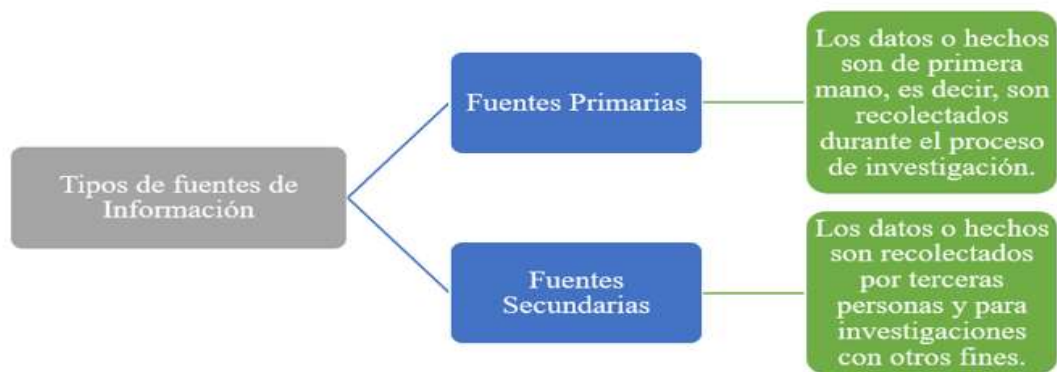 Tipos de fuentes de
Información
Fuentes Primarias
Los datos o hechos
son de primera
mano, es decir, son
recolectados
durante el proceso
de investigación.
Fuentes
Secundarias
Los datos o hechos
son recolectados
por terceras
personas y para
investigaciones
con otros fines.